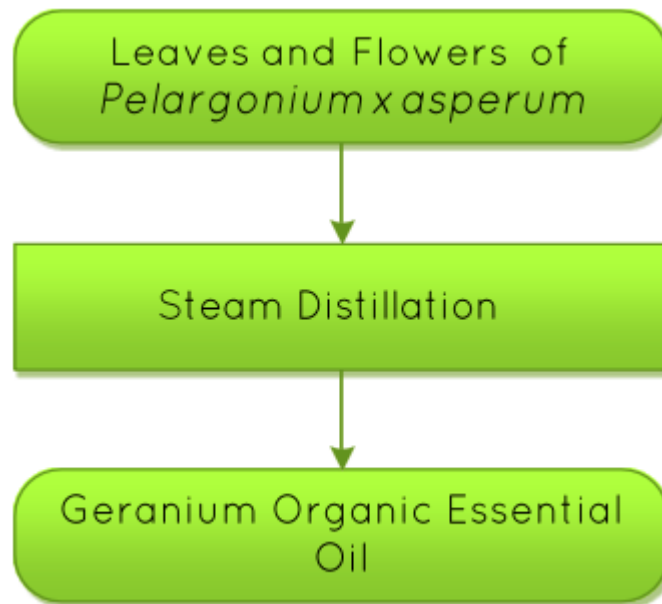 Leaves and Flowers of
Pelargonium x asperum
Steam Distillation
Geranium Organic Essential
Oil